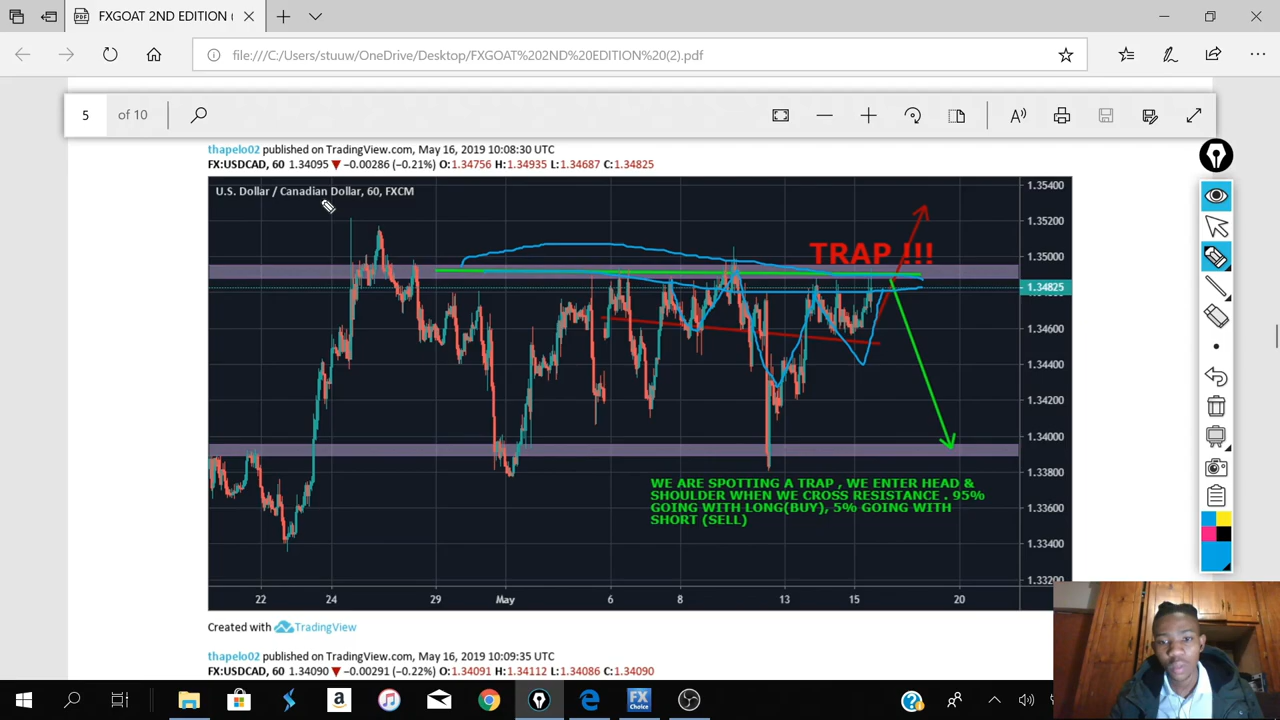 FXGOAT 2ND EDITION (
file:///C:/Users/stuuw/OneDrive/Desktop/FXGOAT%202ND%20EDITION%20(2).pdf
5 of 10
thapelo02 published on TradingView.com, May 16, 2019 10:08:30 UTC
FX:USDCAD, 60 1.34095 ▼ −0.00286 (−0.21%) O:1.34756 H:1.34935 L:1.34687 C:1.34825
U.S. Dollar / Canadian Dollar, 60, FXCM
1.35400
1.35200
TRAP !!!
1.35000
1.34825
1.34600
1.34400
1.34200
1.34000
1.33800
WE ARE SPOTTING A TRAP , WE ENTER HEAD &
SHOULDER WHEN WE CROSS RESISTANCE . 95%
GOING WITH LONG(BUY), 5% GOING WITH
SHORT (SELL)
1.33600
1.33400
1.33200
22 24 29 May 6 8 13 15 20
Created with TradingView
thapelo02 published on TradingView.com, May 16, 2019 10:09:35 UTC
FX:USDCAD, 60 1.34090 ▼ −0.00291 (−0.22%) O:1.34091 H:1.34112 L:1.34086 C:1.34090
FX
Choice